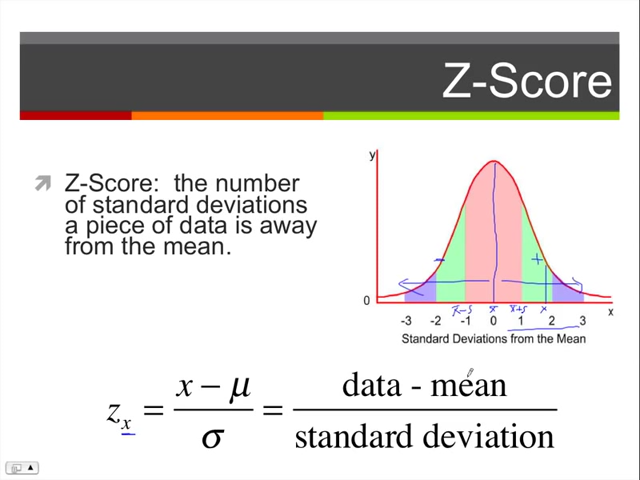 Z-Score
Z-Score: the number
of standard deviations
a piece of data is away
from the mean.
y
0
- +
x̄-s x̄ x̄+s x
-3 -2 -1 0 1 2 3 x
Standard Deviations from the Mean
zₓ = (x − μ)/σ = (data - mean)/(standard deviation)